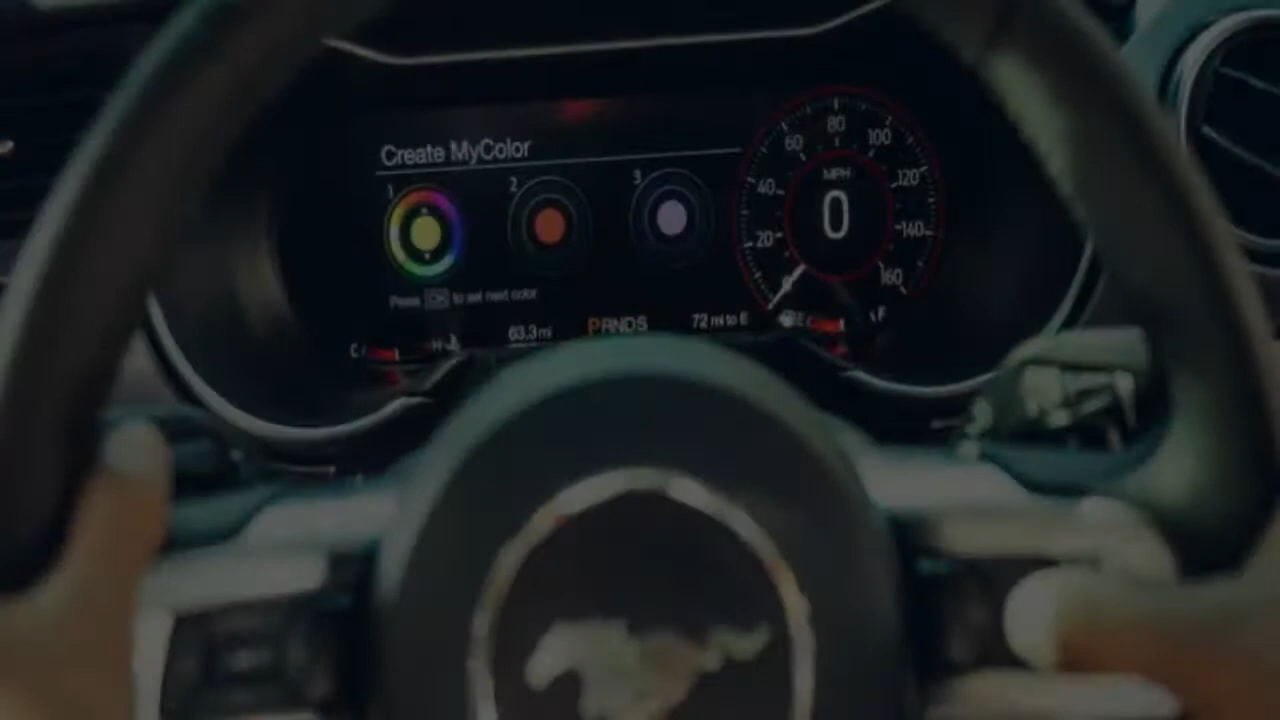 Create MyColor
1 2 3
Press OK to set next color
63.3 mi PRNDS 72 mi to E
C H E F
MPH
0
0 20 40 60 80 100 120 140 160